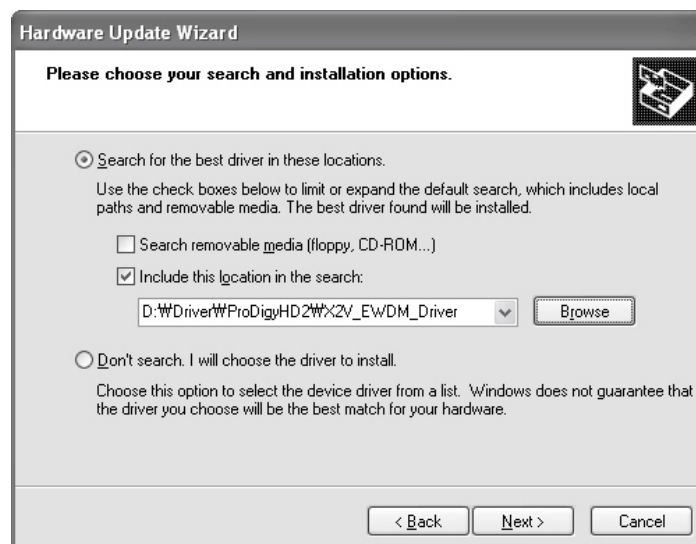 Hardware Update Wizard
Please choose your search and installation options.
Search for the best driver in these locations.
Use the check boxes below to limit or expand the default search, which includes local
paths and removable media. The best driver found will be installed.
Search removable media (floppy, CD-ROM...)
Include this location in the search:
D:₩Driver₩ProDigyHD2₩X2V_EWDM_Driver
Browse
Don't search. I will choose the driver to install.
Choose this option to select the device driver from a list. Windows does not guarantee that
the driver you choose will be the best match for your hardware.
< Back
Next >
Cancel